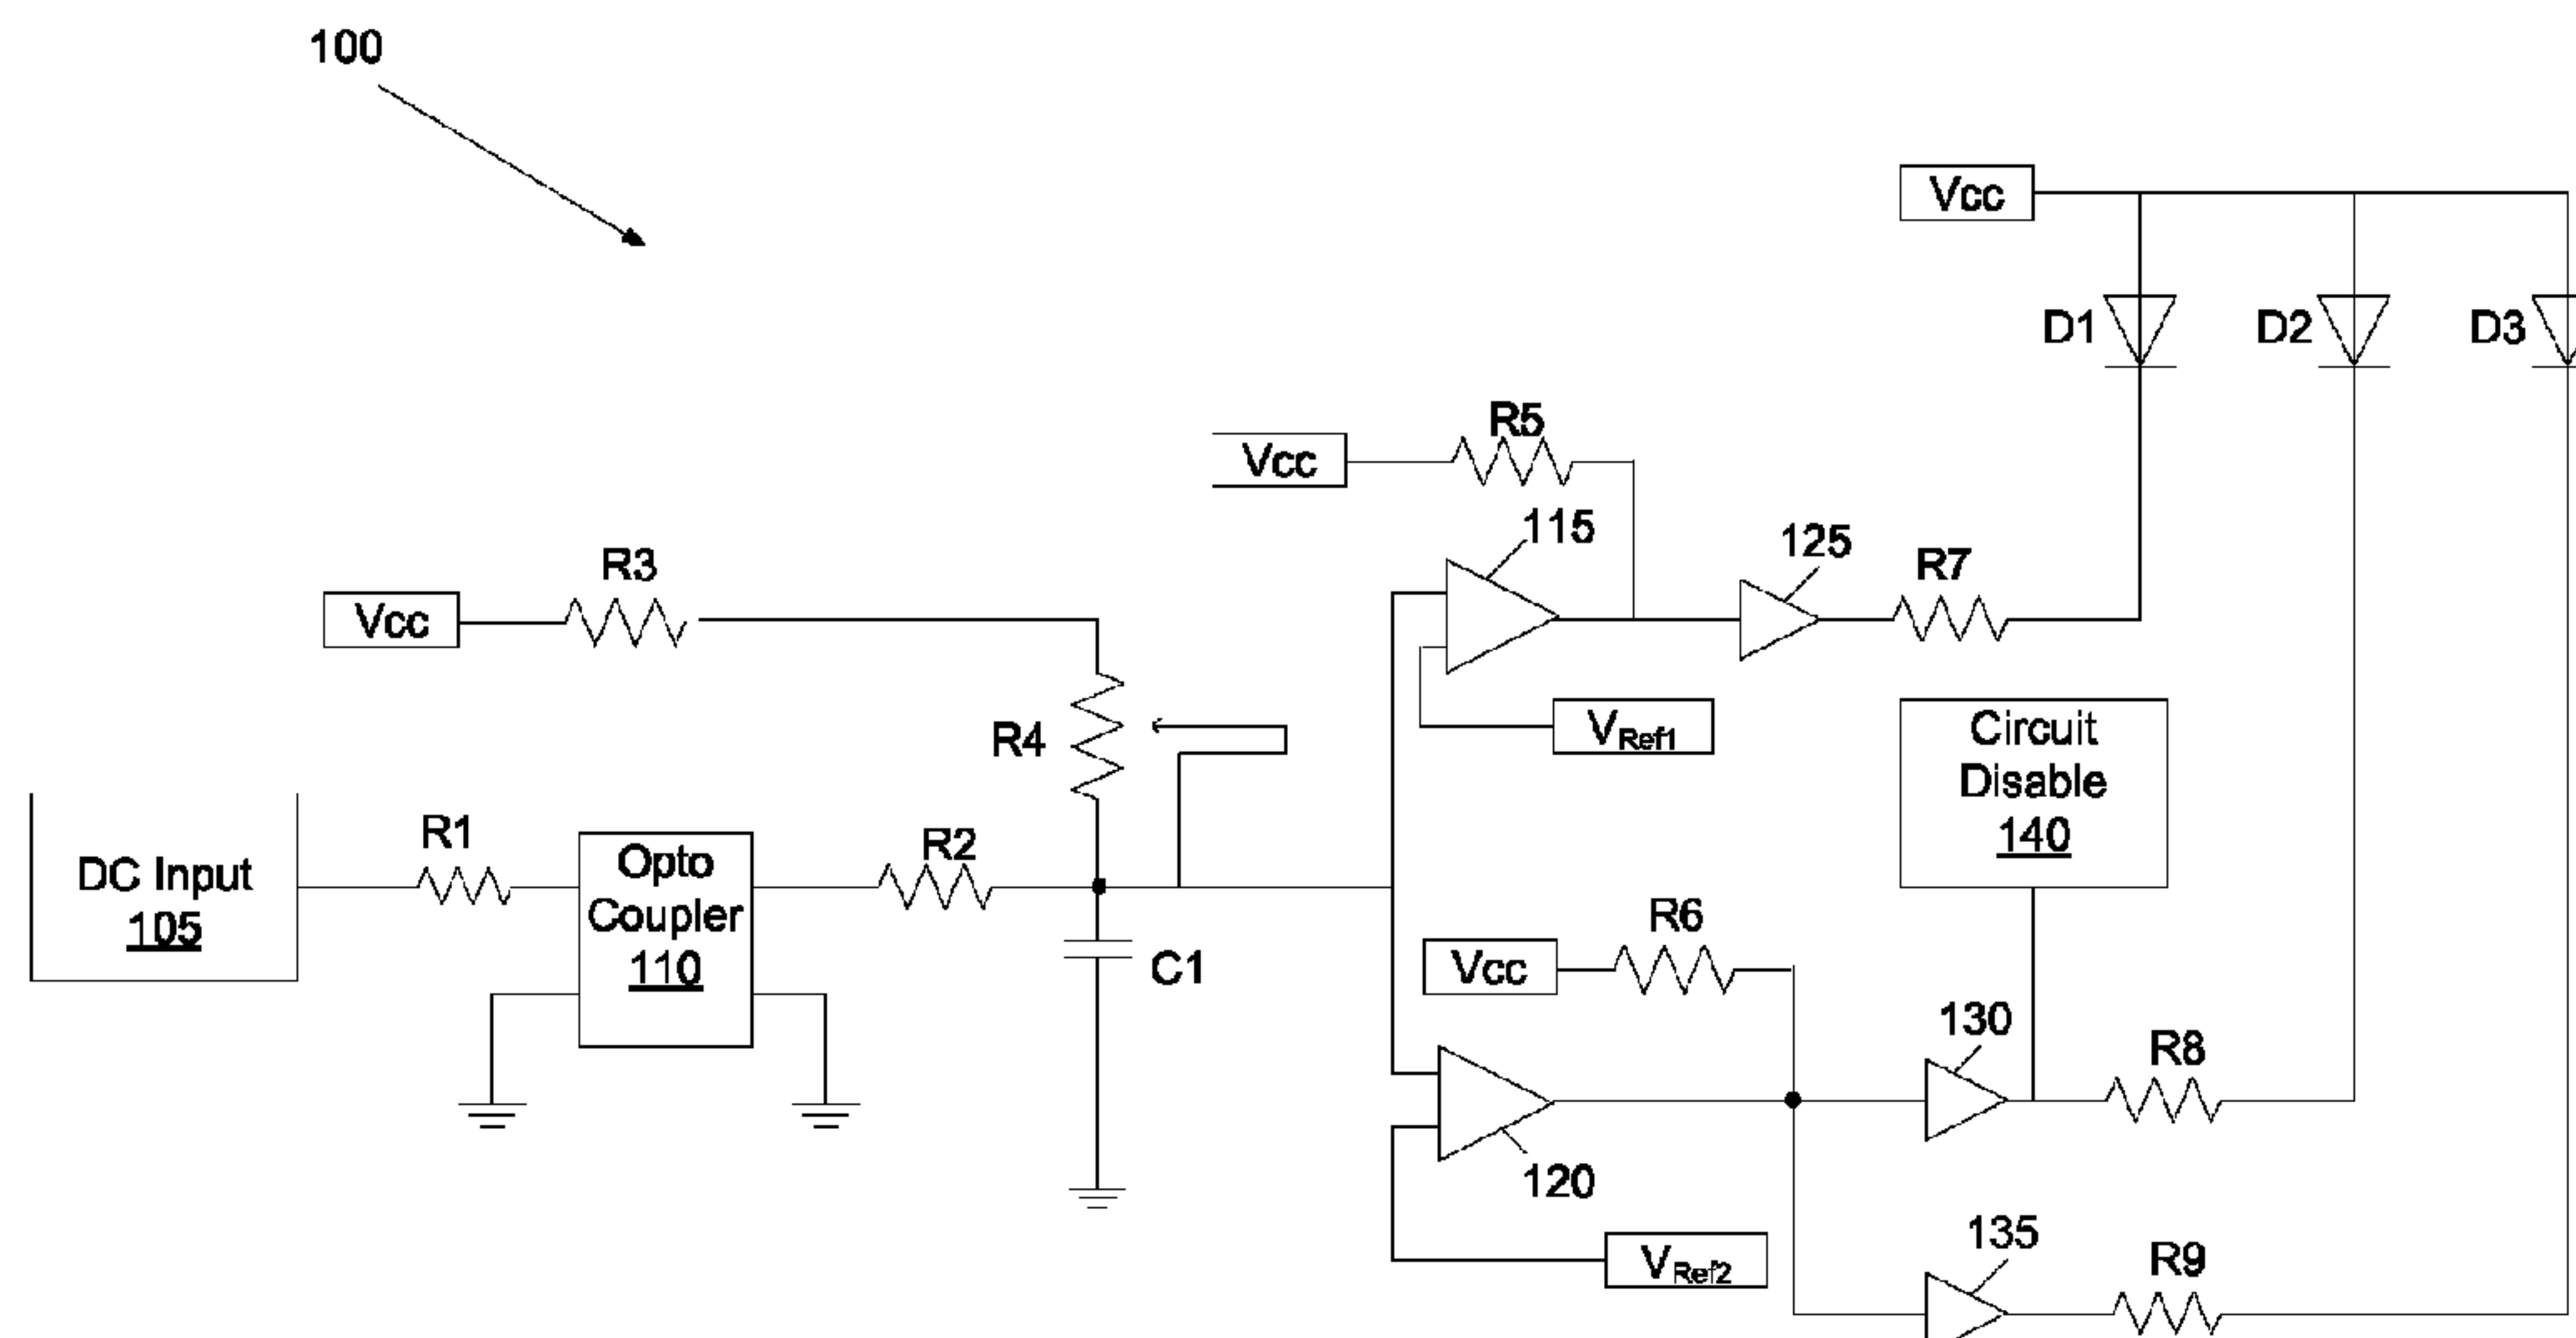 100
Vcc
D1
D2
D3
R5
Vcc
115
125
R7
R3
Vcc
R4
VRef1
Circuit
Disable
140
R1
R2
DC Input
105
Opto
Coupler
110
C1
R6
Vcc
130
R8
120
135
R9
VRef2